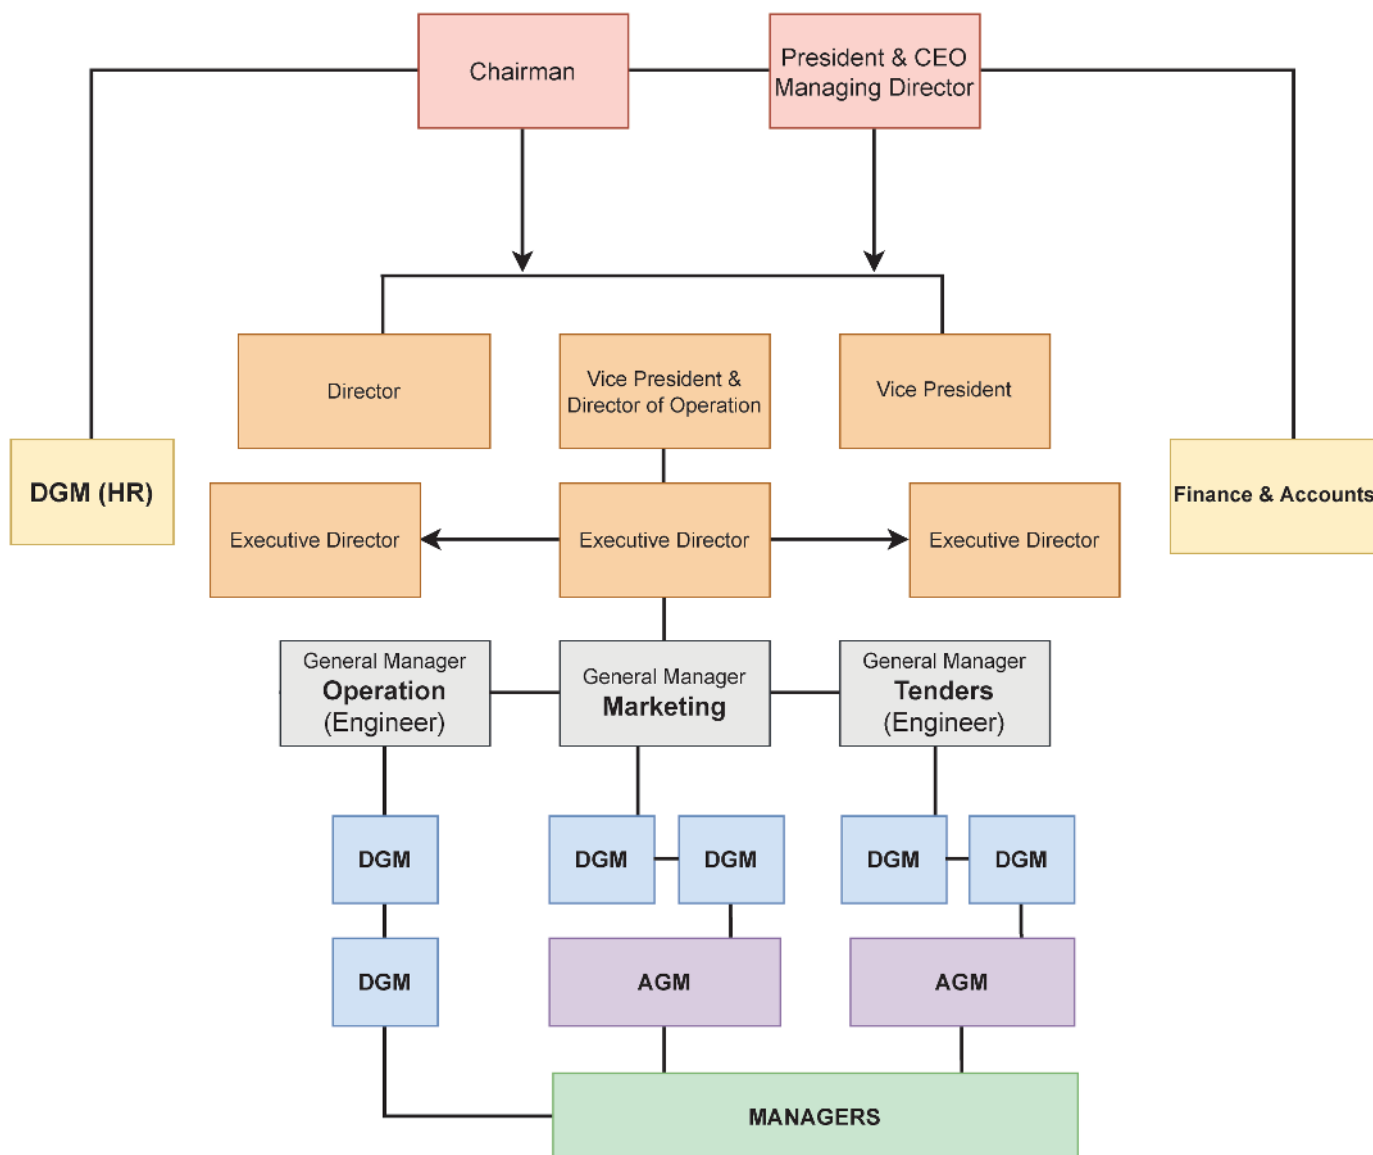 Chairman
President & CEO
Managing Director
Director
Vice President &
Director of Operation
Vice President
DGM (HR)
Finance & Accounts
Executive Director
Executive Director
Executive Director
General Manager
Operation
(Engineer)
General Manager
Marketing
General Manager
Tenders
(Engineer)
DGM
DGM
DGM
DGM
DGM
DGM
AGM
AGM
MANAGERS